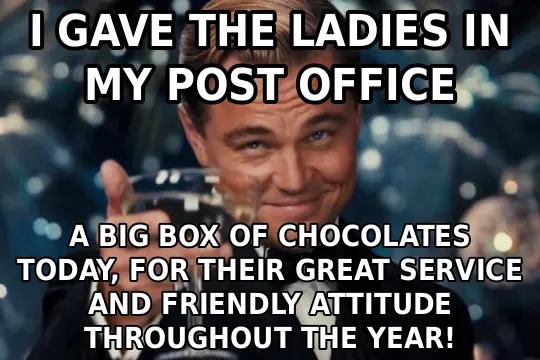 I GAVE THE LADIES IN
MY POST OFFICE
A BIG BOX OF CHOCOLATES
TODAY, FOR THEIR GREAT SERVICE
AND FRIENDLY ATTITUDE
THROUGHOUT THE YEAR!